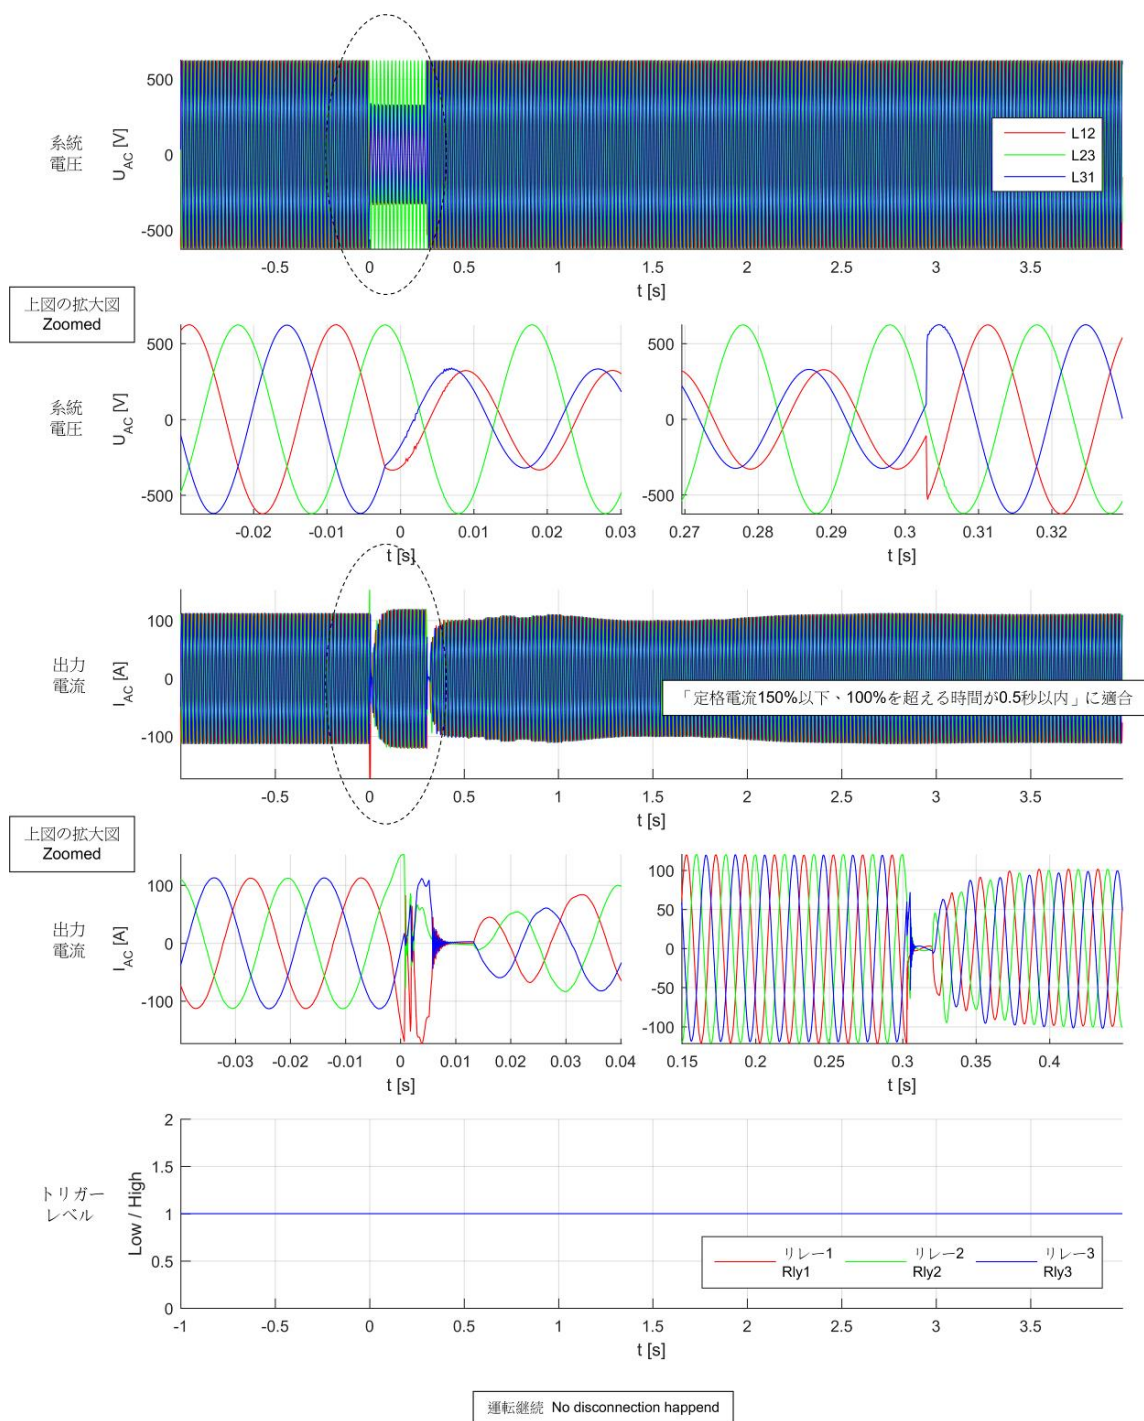 500
0
-500
系統
電圧
U_AC [V]
L12
L23
L31
-0.5 0 0.5 1 1.5 2 2.5 3 3.5
t [s]
上図の拡大図
Zoomed
系統
電圧
U_AC [V]
500
0
-500
-0.02 -0.01 0 0.01 0.02 0.03
t [s]
500
0
-500
0.27 0.28 0.29 0.3 0.31 0.32
t [s]
出力
電流
I_AC [A]
100
0
-100
「定格電流150%以下、100%を超える時間が0.5秒以内」に適合
-0.5 0 0.5 1 1.5 2 2.5 3 3.5
t [s]
上図の拡大図
Zoomed
出力
電流
I_AC [A]
100
0
-100
-0.03 -0.02 -0.01 0 0.01 0.02 0.03 0.04
t [s]
100
50
0
-50
-100
0.15 0.2 0.25 0.3 0.35 0.4
t [s]
トリガー
レベル
Low / High
2
1.5
1
0.5
0
リレー1 リレー2 リレー3
Rly1 Rly2 Rly3
-1 -0.5 0 0.5 1 1.5 2 2.5 3 3.5
t [s]
運転継続 No disconnection happend